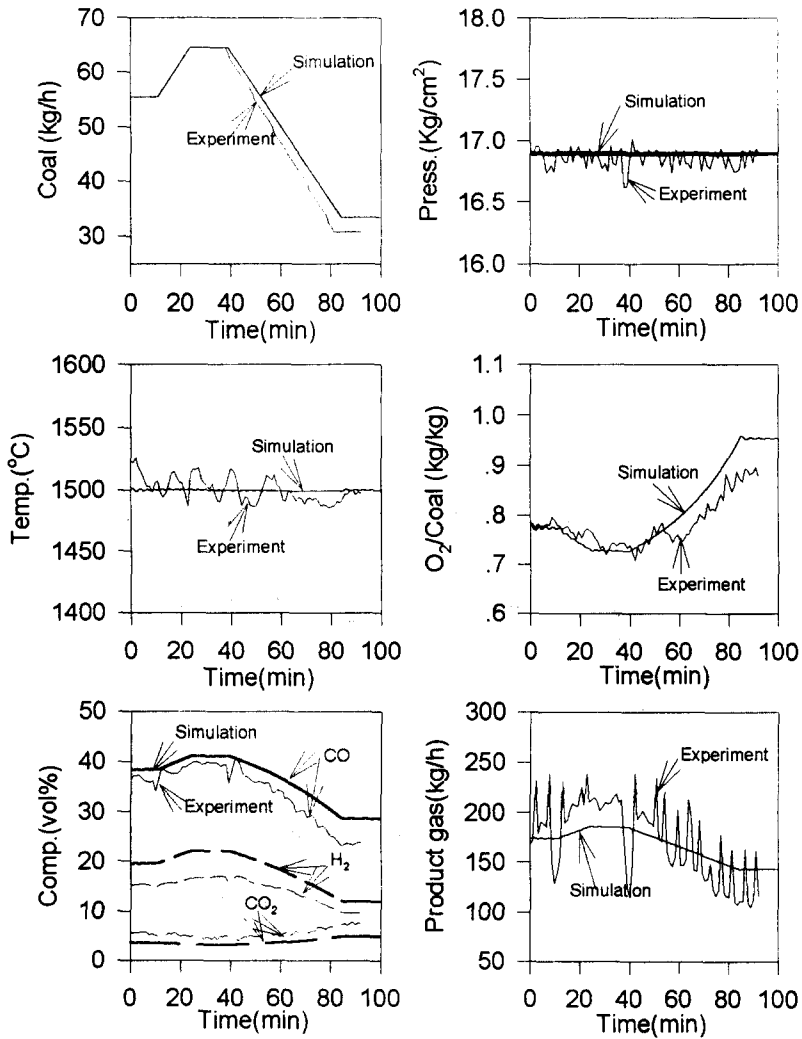 Coal (kg/h)
70
60
50
40
30
Simulation
Experiment
0 20 40 60 80 100
Time(min)
Press.(Kg/cm²)
18.0
17.5
17.0
16.5
16.0
Simulation
Experiment
0 20 40 60 80 100
Time(min)
Temp.(°C)
1600
1550
1500
1450
1400
Simulation
Experiment
0 20 40 60 80 100
Time(min)
O₂/Coal (kg/kg)
1.1
1.0
.9
.8
.7
.6
Simulation
Experiment
0 20 40 60 80 100
Time(min)
Comp.(vol%)
50
40
30
20
10
0
Simulation
CO
Experiment
H₂
CO₂
0 20 40 60 80 100
Time(min)
Product gas(kg/h)
300
250
200
150
100
50
Experiment
Simulation
0 20 40 60 80 100
Time(min)